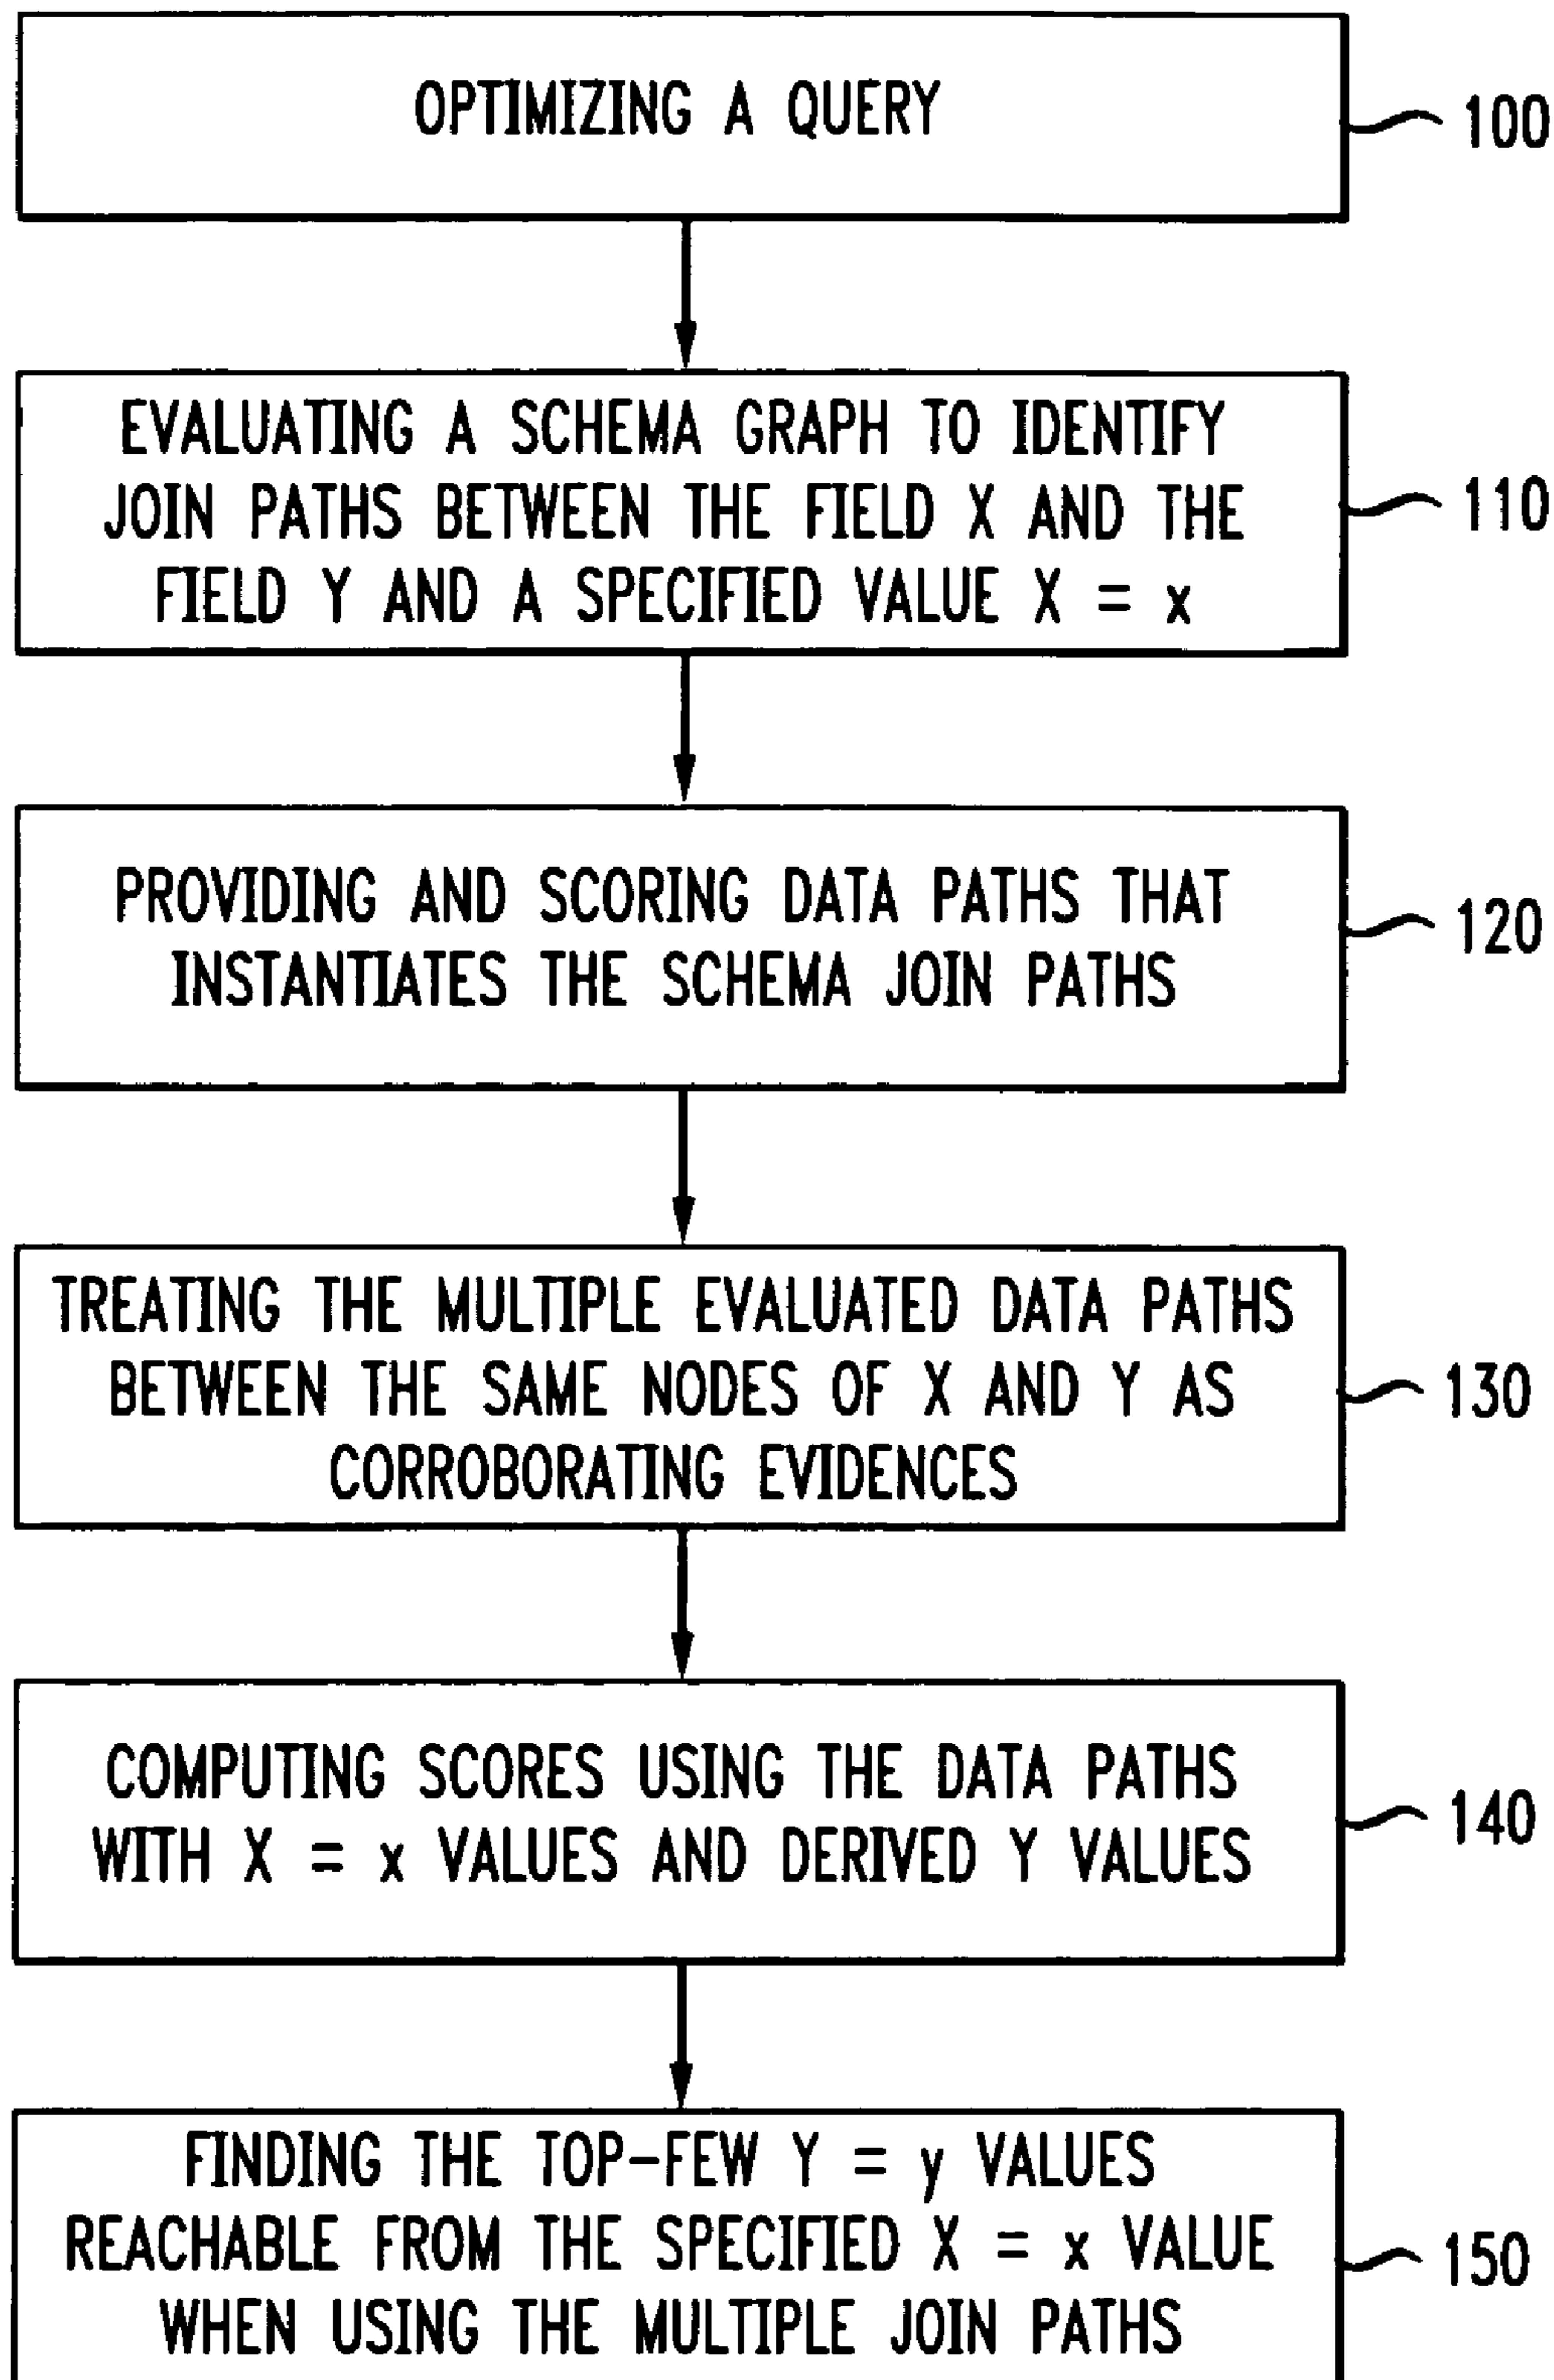 OPTIMIZING A QUERY
100
EVALUATING A SCHEMA GRAPH TO IDENTIFY
JOIN PATHS BETWEEN THE FIELD X AND THE
FIELD Y AND A SPECIFIED VALUE X = x
110
PROVIDING AND SCORING DATA PATHS THAT
INSTANTIATES THE SCHEMA JOIN PATHS
120
TREATING THE MULTIPLE EVALUATED DATA PATHS
BETWEEN THE SAME NODES OF X AND Y AS
CORROBORATING EVIDENCES
130
COMPUTING SCORES USING THE DATA PATHS
WITH X = x VALUES AND DERIVED Y VALUES
140
FINDING THE TOP-FEW Y = y VALUES
REACHABLE FROM THE SPECIFIED X = x VALUE
WHEN USING THE MULTIPLE JOIN PATHS
150